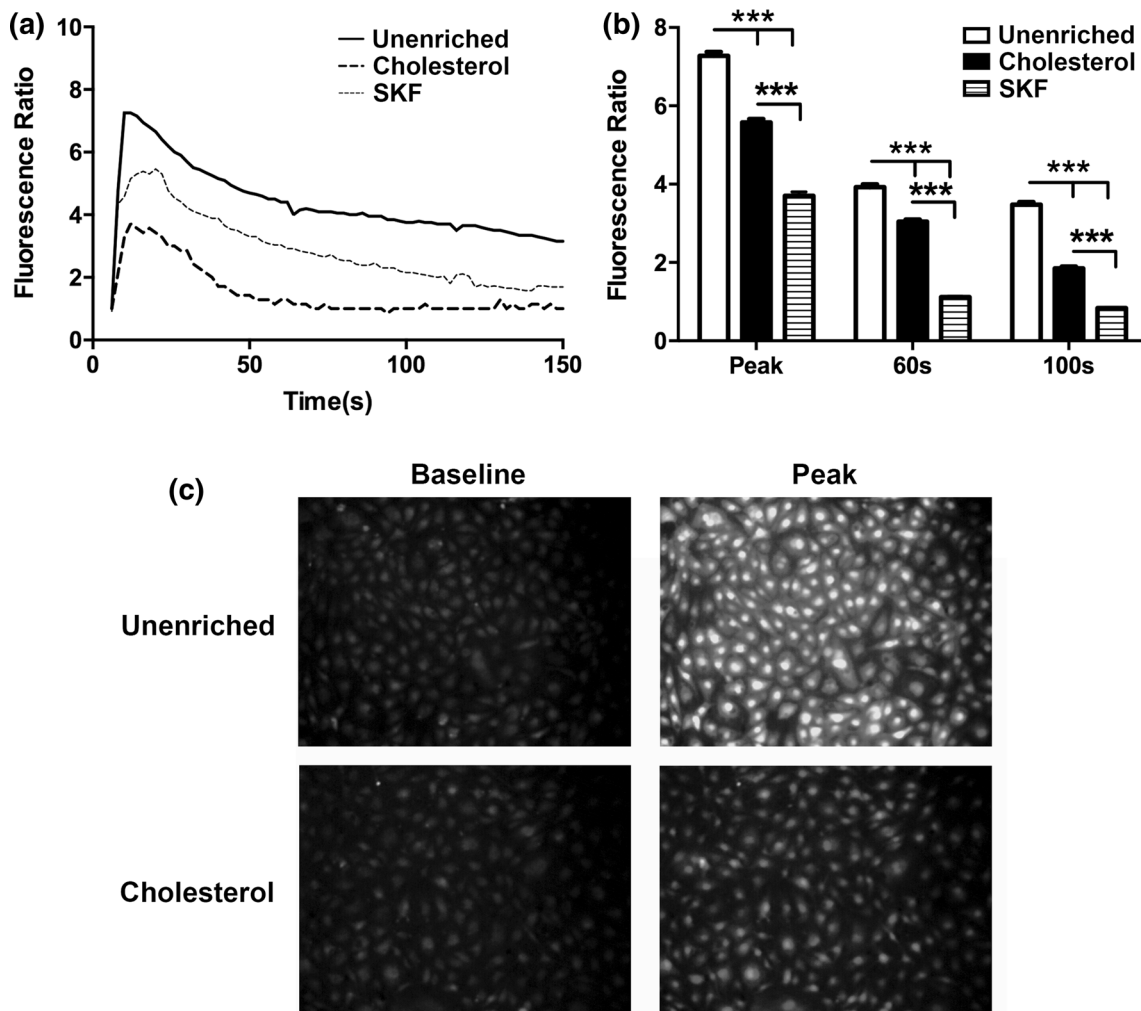 (a)
10
8
6
4
2
0
Fluorescence Ratio
0
50
100
150
Time(s)
Unenriched
Cholesterol
SKF
(b)
8
6
4
2
0
Fluorescence Ratio
***
***
***
***
***
***
Peak
60s
100s
Unenriched
Cholesterol
SKF
(c)
Baseline
Peak
Unenriched
Cholesterol